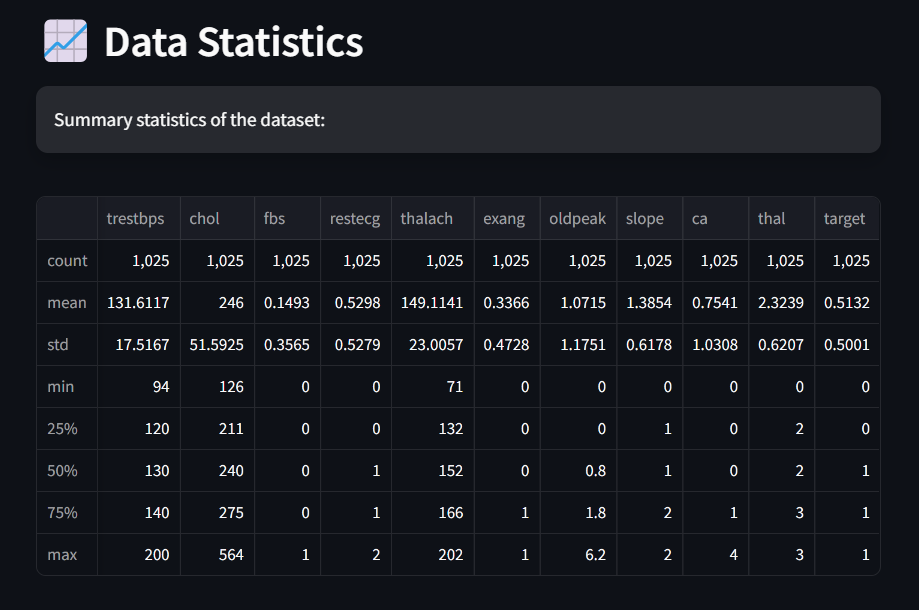 Data Statistics
Summary statistics of the dataset:
trestbps chol fbs restecg thalach exang oldpeak slope ca thal target
count 1,025 1,025 1,025 1,025 1,025 1,025 1,025 1,025 1,025 1,025 1,025
mean 131.6117 246 0.1493 0.5298 149.1141 0.3366 1.0715 1.3854 0.7541 2.3239 0.5132
std 17.5167 51.5925 0.3565 0.5279 23.0057 0.4728 1.1751 0.6178 1.0308 0.6207 0.5001
min 94 126 0 0 71 0 0 0 0 0 0
25% 120 211 0 0 132 0 0 1 0 2 0
50% 130 240 0 1 152 0 0.8 1 0 2 1
75% 140 275 0 1 166 1 1.8 2 1 3 1
max 200 564 1 2 202 1 6.2 2 4 3 1